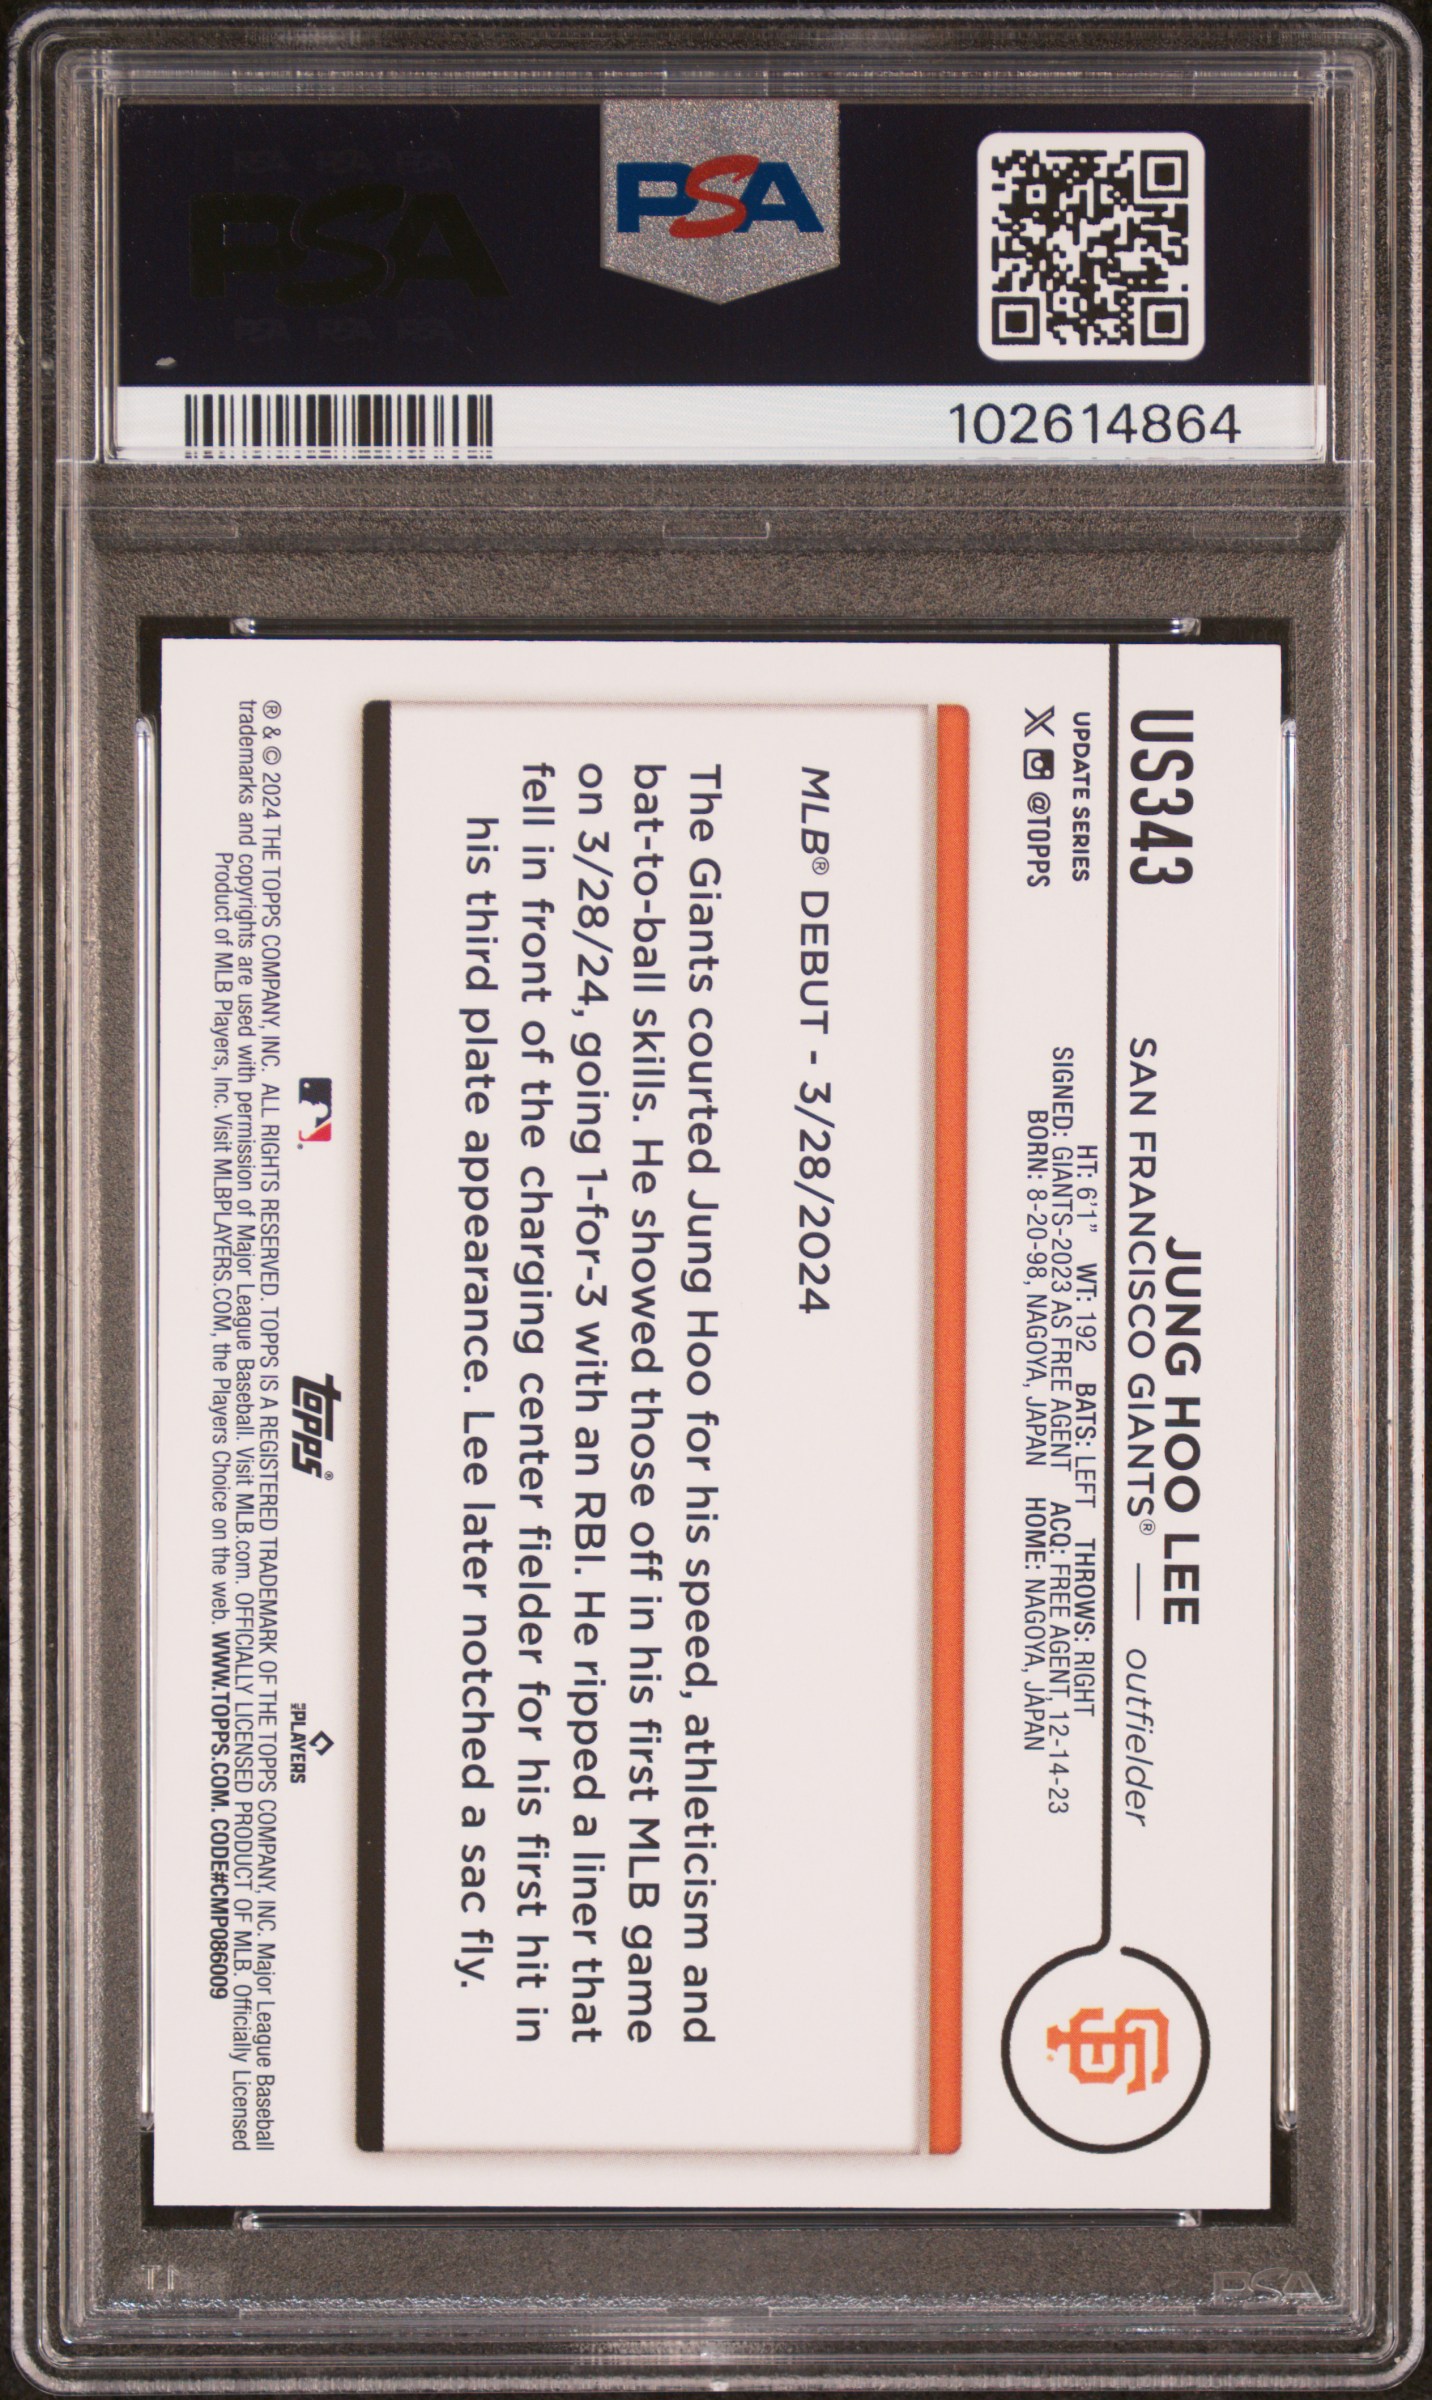 PSA
102614864
US343
JUNG HOO LEE
SAN FRANCISCO GIANTS® — outfielder
UPDATE SERIES
@TOPPS
HT: 6'1" WT: 192 BATS: LEFT THROWS: RIGHT
SIGNED: GIANTS-2023 AS FREE AGENT ACQ: FREE AGENT, 12-14-23
BORN: 8-20-98, NAGOYA, JAPAN HOME: NAGOYA, JAPAN
MLB® DEBUT - 3/28/2024
The Giants courted Jung Hoo for his speed, athleticism and
bat-to-ball skills. He showed those off in his first MLB game
on 3/28/24, going 1-for-3 with an RBI. He ripped a liner that
fell in front of the charging center fielder for his first hit in
his third plate appearance. Lee later notched a sac fly.
topps®
MLB PLAYERS
® & © 2024 THE TOPPS COMPANY, INC. ALL RIGHTS RESERVED. TOPPS IS A REGISTERED TRADEMARK OF THE TOPPS COMPANY, INC. Major League Baseball
trademarks and copyrights are used with permission of Major League Baseball. Visit MLB.com. OFFICIALLY LICENSED PRODUCT OF MLB. Officially Licensed
Product of MLB Players, Inc. Visit MLBPLAYERS.COM, the Players Choice on the web. WWW.TOPPS.COM. CODE#CMP086009
PSA